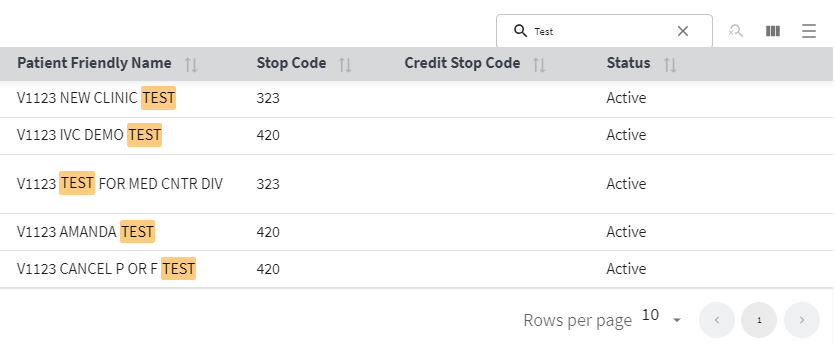 Test
Patient Friendly Name Stop Code Credit Stop Code Status
V1123 NEW CLINIC TEST 323 Active
V1123 IVC DEMO TEST 420 Active
V1123 TEST FOR MED CNTR DIV 323 Active
V1123 AMANDA TEST 420 Active
V1123 CANCEL P OR F TEST 420 Active
Rows per page 10 1